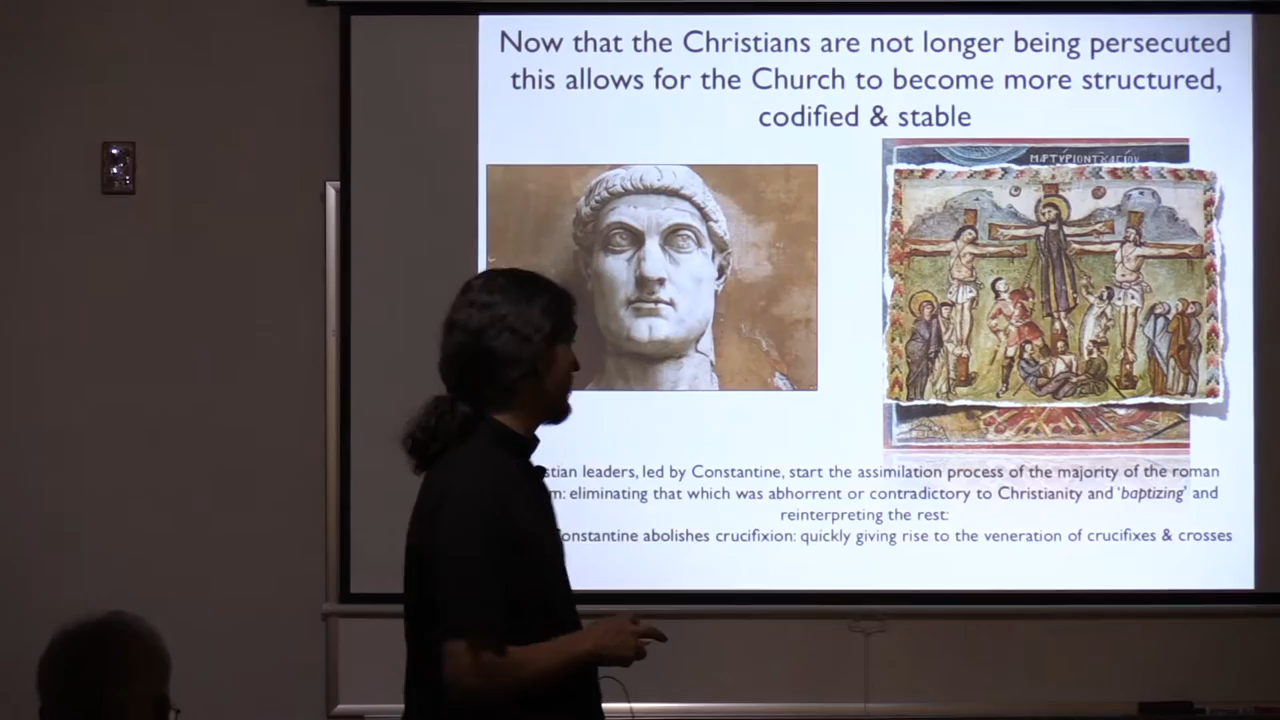 Now that the Christians are not longer being persecuted
this allows for the Church to become more structured,
codified & stable
leaders, led by Constantine, start the assimilation process of the majority of the roman
eliminating that which was abhorrent or contradictory to Christianity and ‘baptizing’ and
reinterpreting the rest:
abolishes crucifixion: quickly giving rise to the veneration of crucifixes & crosses